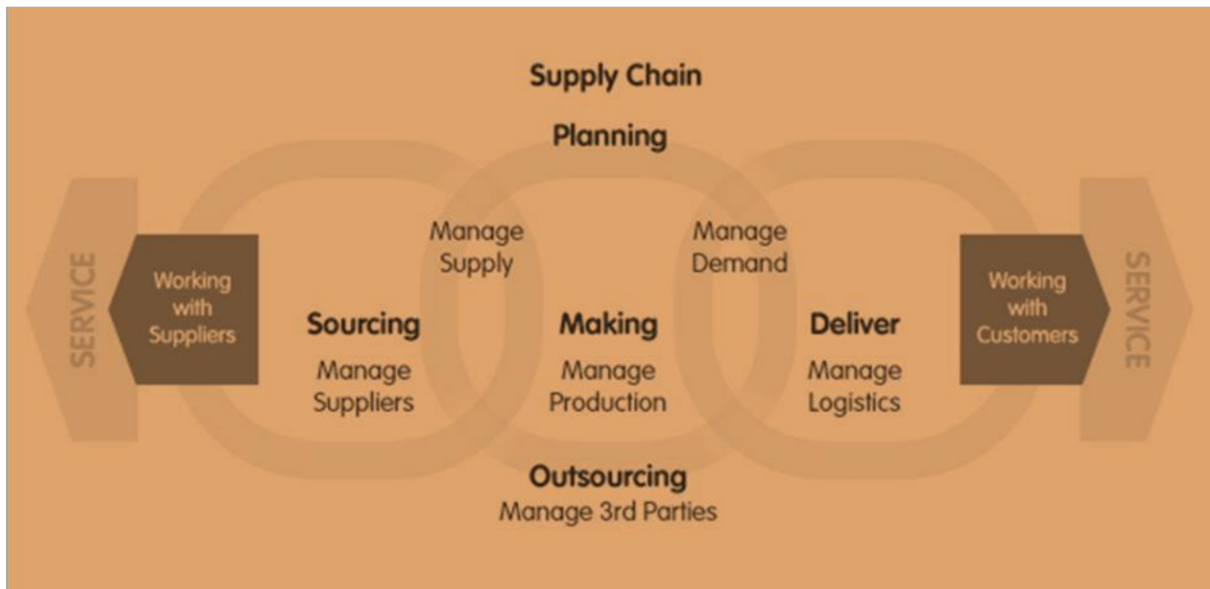 Supply Chain
Planning
Manage
Supply
Manage
Demand
SERVICE
Working
with
Suppliers
Sourcing
Manage
Suppliers
Making
Manage
Production
Deliver
Manage
Logistics
Working
with
Customers
SERVICE
Outsourcing
Manage 3rd Parties